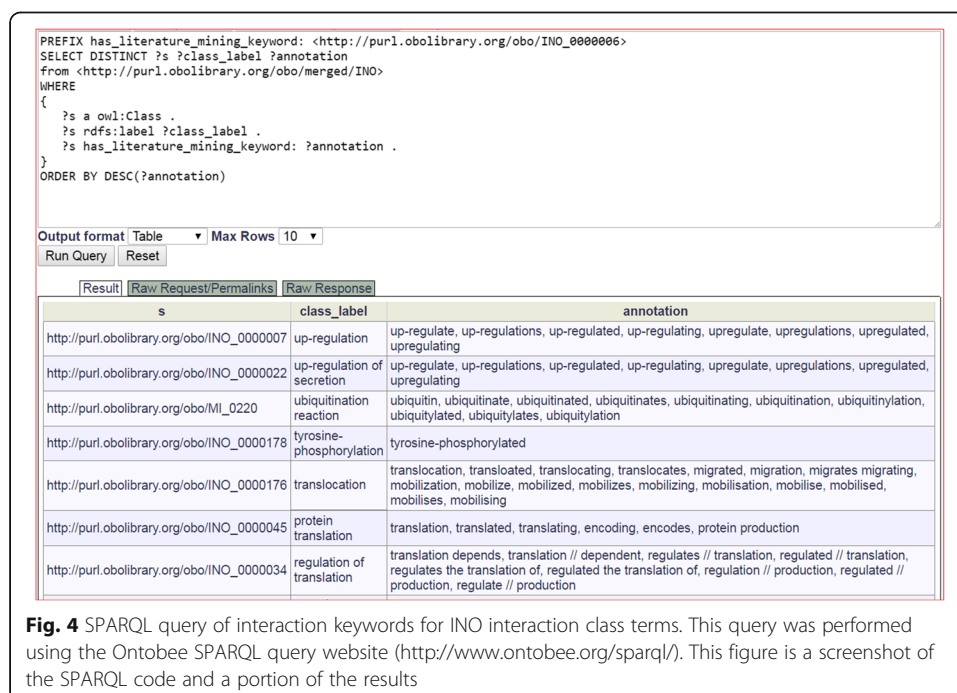 PREFIX has_literature_mining_keyword: <http://purl.obolibrary.org/obo/INO_0000006>
SELECT DISTINCT ?s ?class_label ?annotation
from <http://purl.obolibrary.org/obo/merged/INO>
WHERE
{
?s a owl:Class .
?s rdfs:label ?class_label .
?s has_literature_mining_keyword: ?annotation .
}
ORDER BY DESC(?annotation)
Output format Table ▼ Max Rows 10 ▼
Run Query Reset
Result Raw Request/Permalinks Raw Response
s class_label annotation
http://purl.obolibrary.org/obo/INO_0000007 up-regulation up-regulate, up-regulations, up-regulated, up-regulating, upregulate, upregulations, upregulated,
upregulating
http://purl.obolibrary.org/obo/INO_0000022 up-regulation of up-regulate, up-regulations, up-regulated, up-regulating, upregulate, upregulations, upregulated,
secretion upregulating
http://purl.obolibrary.org/obo/MI_0220 ubiquitination ubiquitin, ubiquitinate, ubiquitinated, ubiquitinates, ubiquitinating, ubiquitination, ubiquitinylation,
reaction ubiquitylated, ubiquitylates, ubiquitylation
http://purl.obolibrary.org/obo/INO_0000178 tyrosine-
phosphorylation tyrosine-phosphorylated
http://purl.obolibrary.org/obo/INO_0000176 translocation translocation, transloated, translocating, translocates, migrated, migration, migrates migrating,
mobilization, mobilize, mobilized, mobilizes, mobilizing, mobilisation, mobilise, mobilised,
mobilises, mobilising
http://purl.obolibrary.org/obo/INO_0000045 protein
translation translation, translated, translating, encoding, encodes, protein production
http://purl.obolibrary.org/obo/INO_0000034 regulation of
translation translation depends, translation // dependent, regulates // translation, regulated // translation,
regulates the translation of, regulated the translation of, regulation // production, regulated //
production, regulate // production
Fig. 4 SPARQL query of interaction keywords for INO interaction class terms. This query was performed
using the Ontobee SPARQL query website (http://www.ontobee.org/sparql/). This figure is a screenshot of
the SPARQL code and a portion of the results